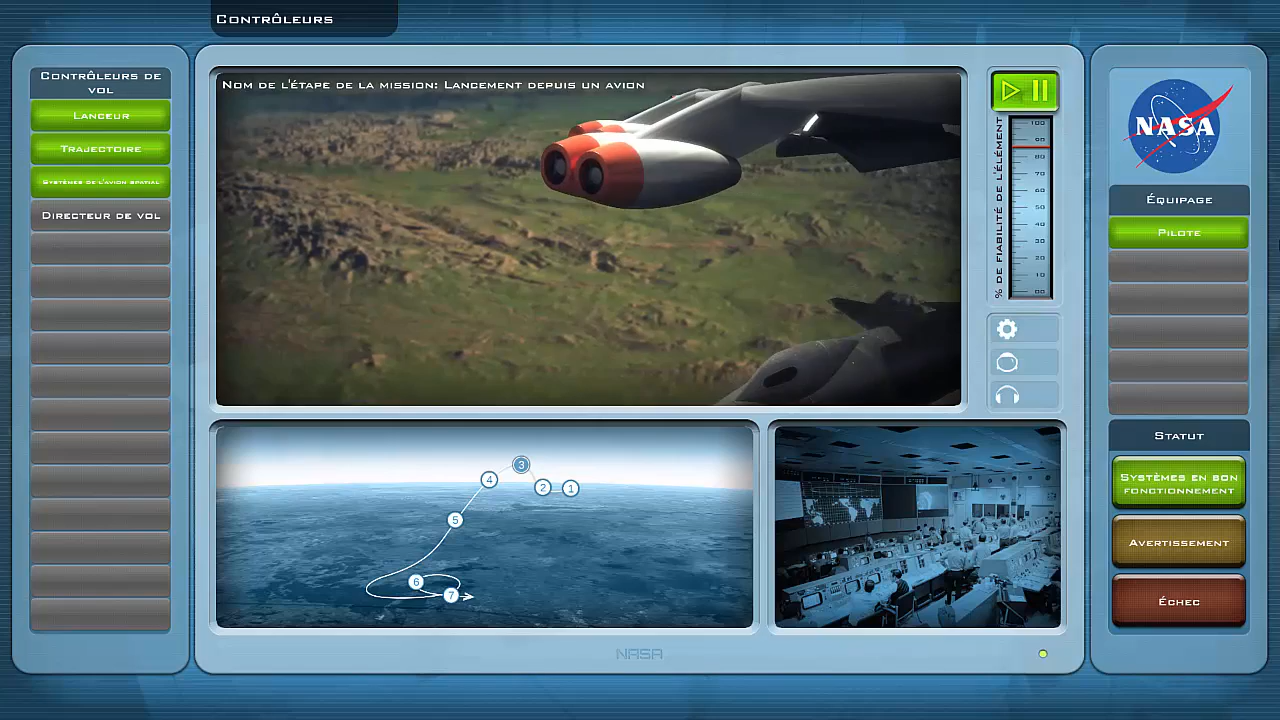 Contrôleurs
Contrôleurs de
vol
Lanceur
Trajectoire
Systèmes de l'avion spatial
Directeur de vol
Nom de l'étape de la mission: Lancement depuis un avion
% de fiabilité de l'élément
100
90
80
70
60
50
40
30
20
10
00
NASA
Équipage
Pilote
Statut
Systèmes en bon
fonctionnement
Avertissement
Échec
3
4
2
1
5
6
7
NASA